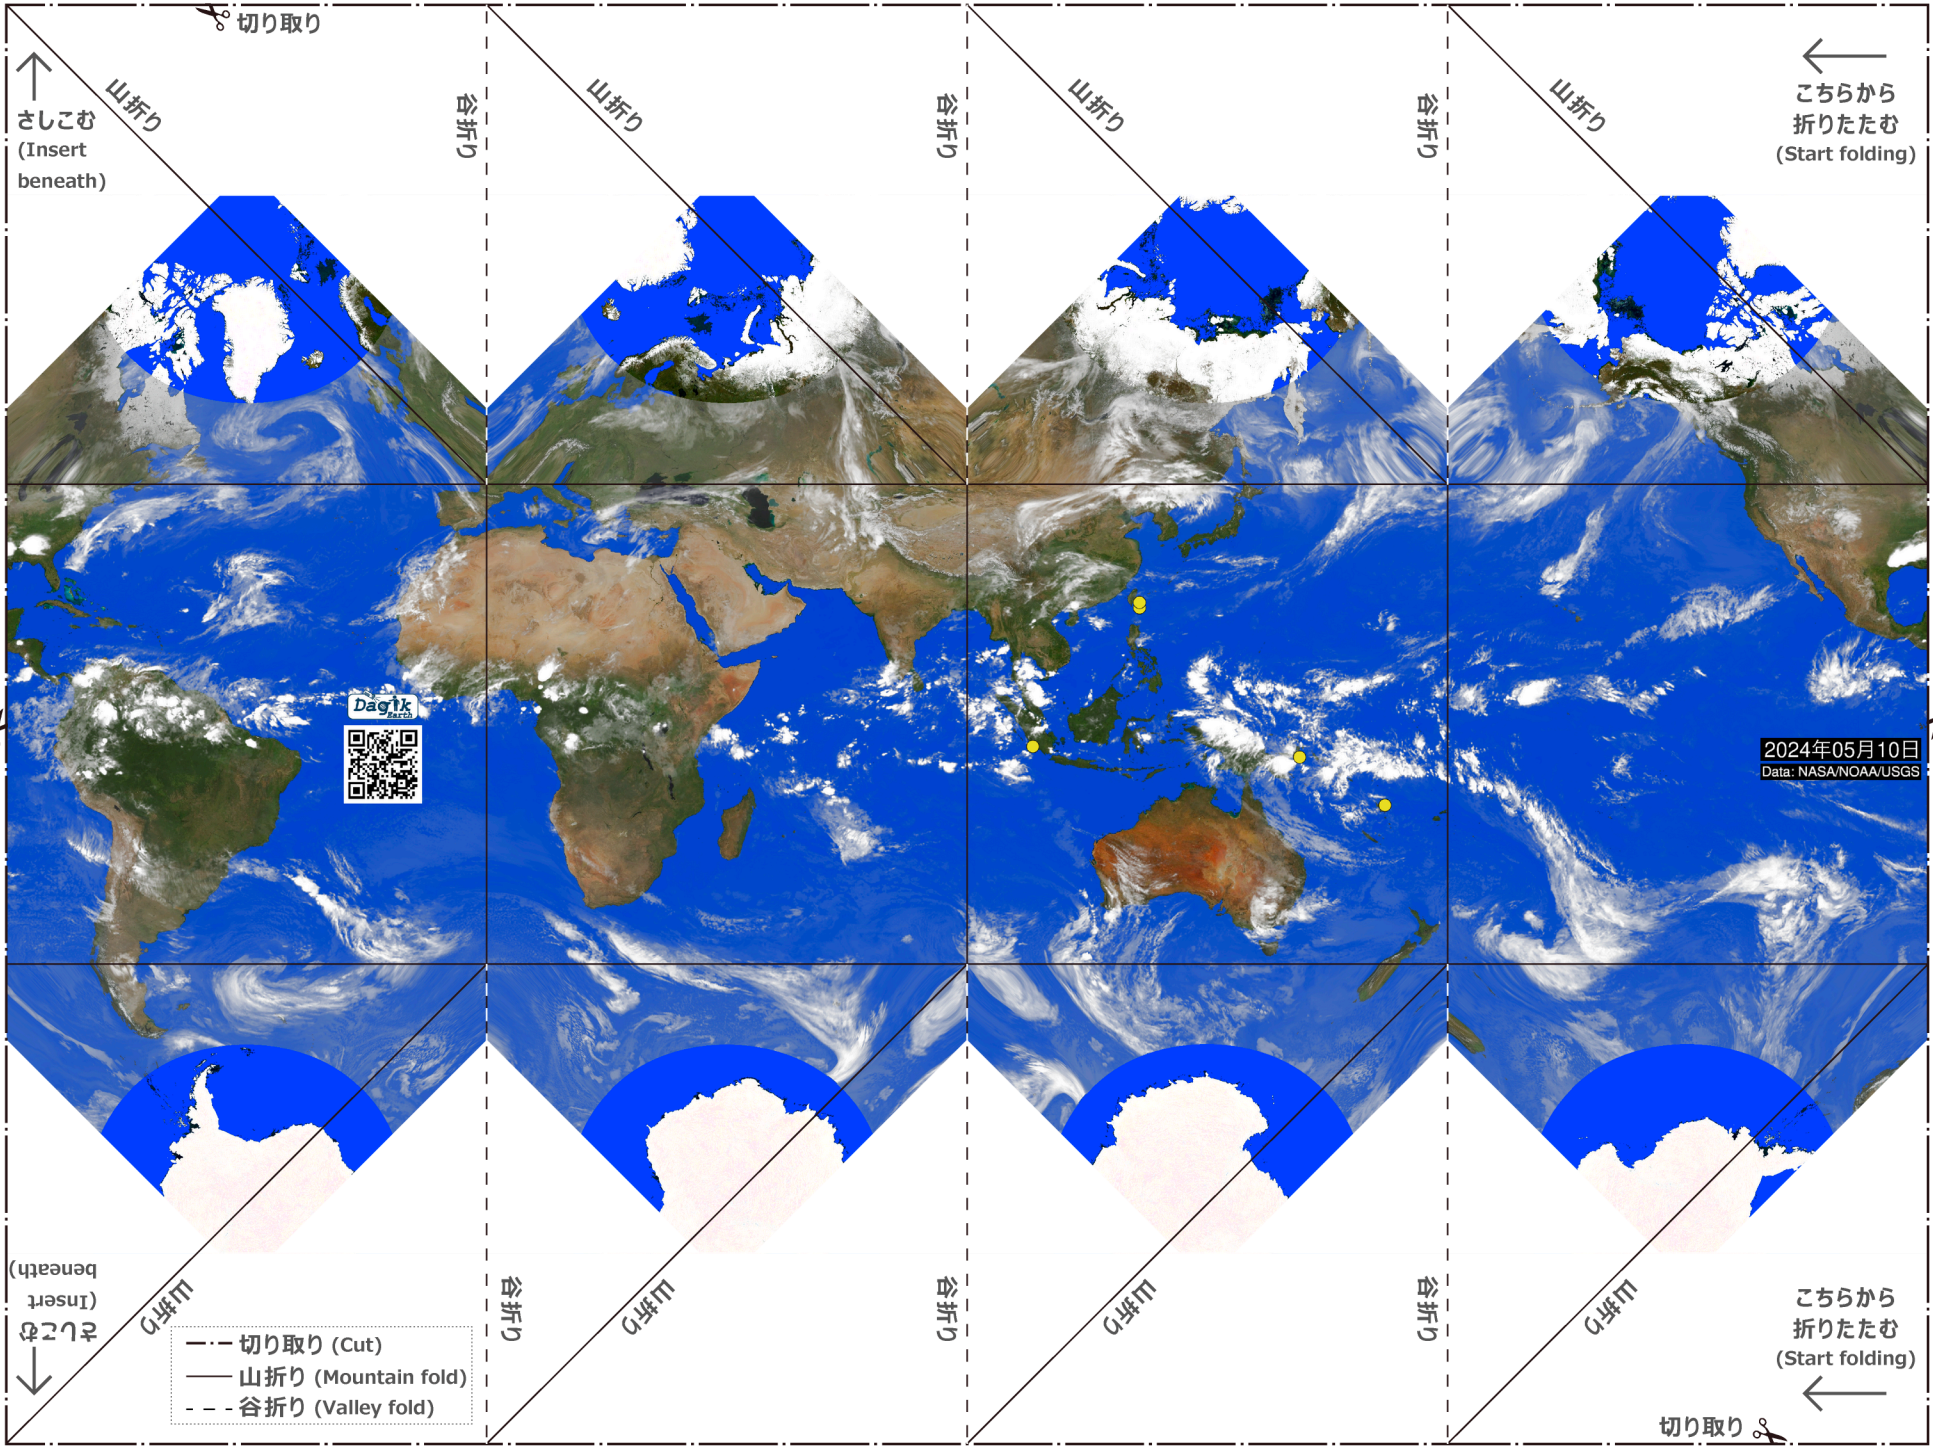 切り取り
山折り
谷折り
山折り
谷折り
山折り
谷折り
山折り
さしこむ
(Insert
beneath)
こちらから
折りたたむ
(Start folding)
Dagik
Earth
2024年05月10日
Data: NASA/NOAA/USGS
さしこむ
(Insert
beneath)
山折り
谷折り
山折り
谷折り
山折り
谷折り
山折り
こちらから
折りたたむ
(Start folding)
切り取り (Cut)
山折り (Mountain fold)
谷折り (Valley fold)
切り取り